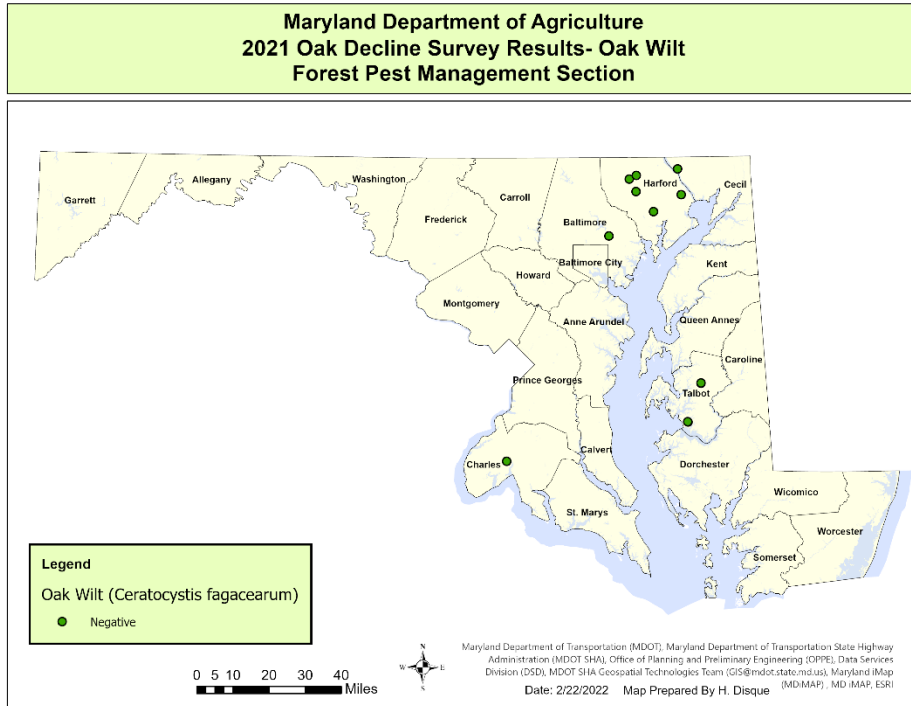 Maryland Department of Agriculture
2021 Oak Decline Survey Results- Oak Wilt
Forest Pest Management Section
Garrett
Allegany
Washington
Frederick
Carroll
Baltimore
Harford
Cecil
Baltimore City
Howard
Kent
Montgomery
Anne Arundel
Queen Annes
Caroline
Prince Georges
Talbot
Charles
Calvert
Dorchester
St. Marys
Wicomico
Worcester
Somerset
Legend
Oak Wilt (Ceratocystis fagacearum)
Negative
N
W
E
S
0 5 10 20 30 40
Miles
Maryland Department of Transportation (MDOT), Maryland Department of Transportation State Highway
Administration (MDOT SHA), Office of Planning and Preliminary Engineering (OPPE), Data Services
Division (DSD), MDOT SHA Geospatial Technologies Team (GIS@mdot.state.md.us), Maryland iMap
(MDiMAP) , MD iMAP, ESRI
Date: 2/22/2022 Map Prepared By H. Disque